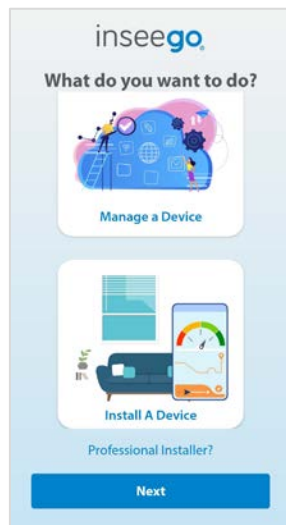 inseego
What do you want to do?
Manage a Device
Install A Device
Professional Installer?
Next